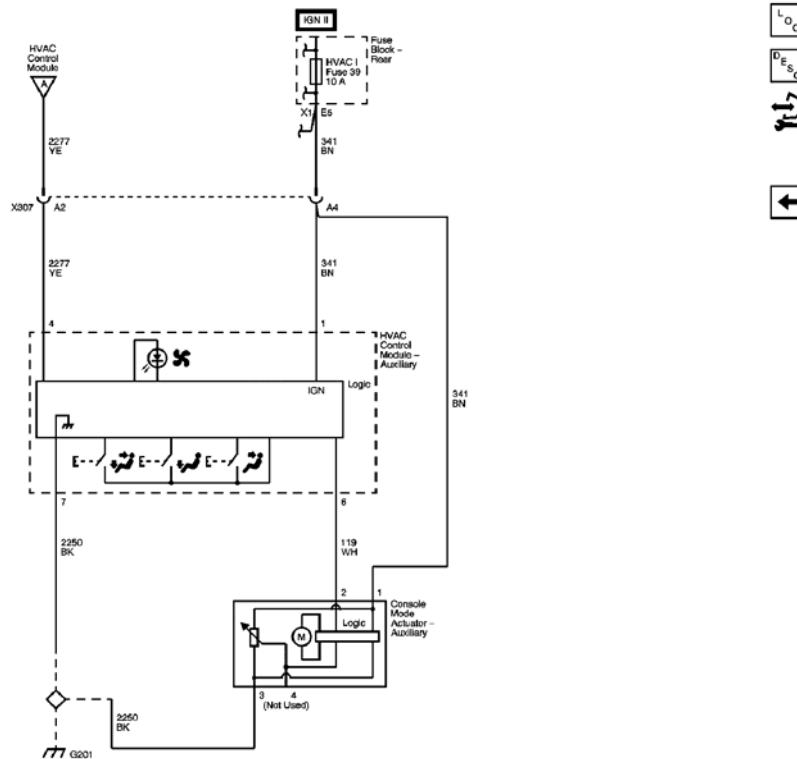 IGN II
HVAC
Control
Module
A
Fuse
Block –
Rear
HVAC I
Fuse 39
10 A
X1
E5
2277
YE
341
BN
X307
A2
A4
2277
YE
341
BN
4
1
HVAC
Control
Module –
Auxiliary
Logic
IGN
341
BN
7
6
2250
BK
119
WH
2
1
Console
Mode
Actuator –
Auxiliary
Logic
M
3
4
(Not Used)
2250
BK
G201